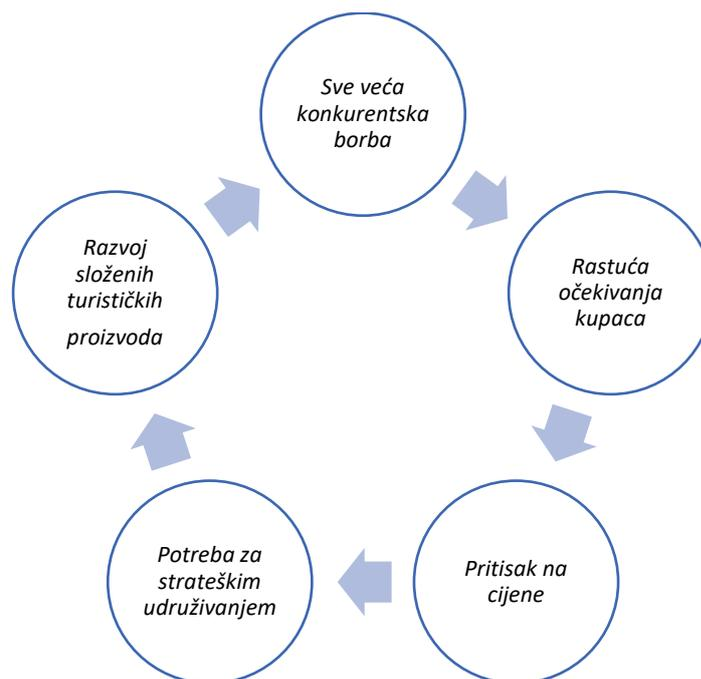 Sve veća
konkurentska
borba
Rastuća
očekivanja
kupaca
Pritisak na
cijene
Potreba za
strateškim
udruživanjem
Razvoj
složenih
turističkih
proizvoda